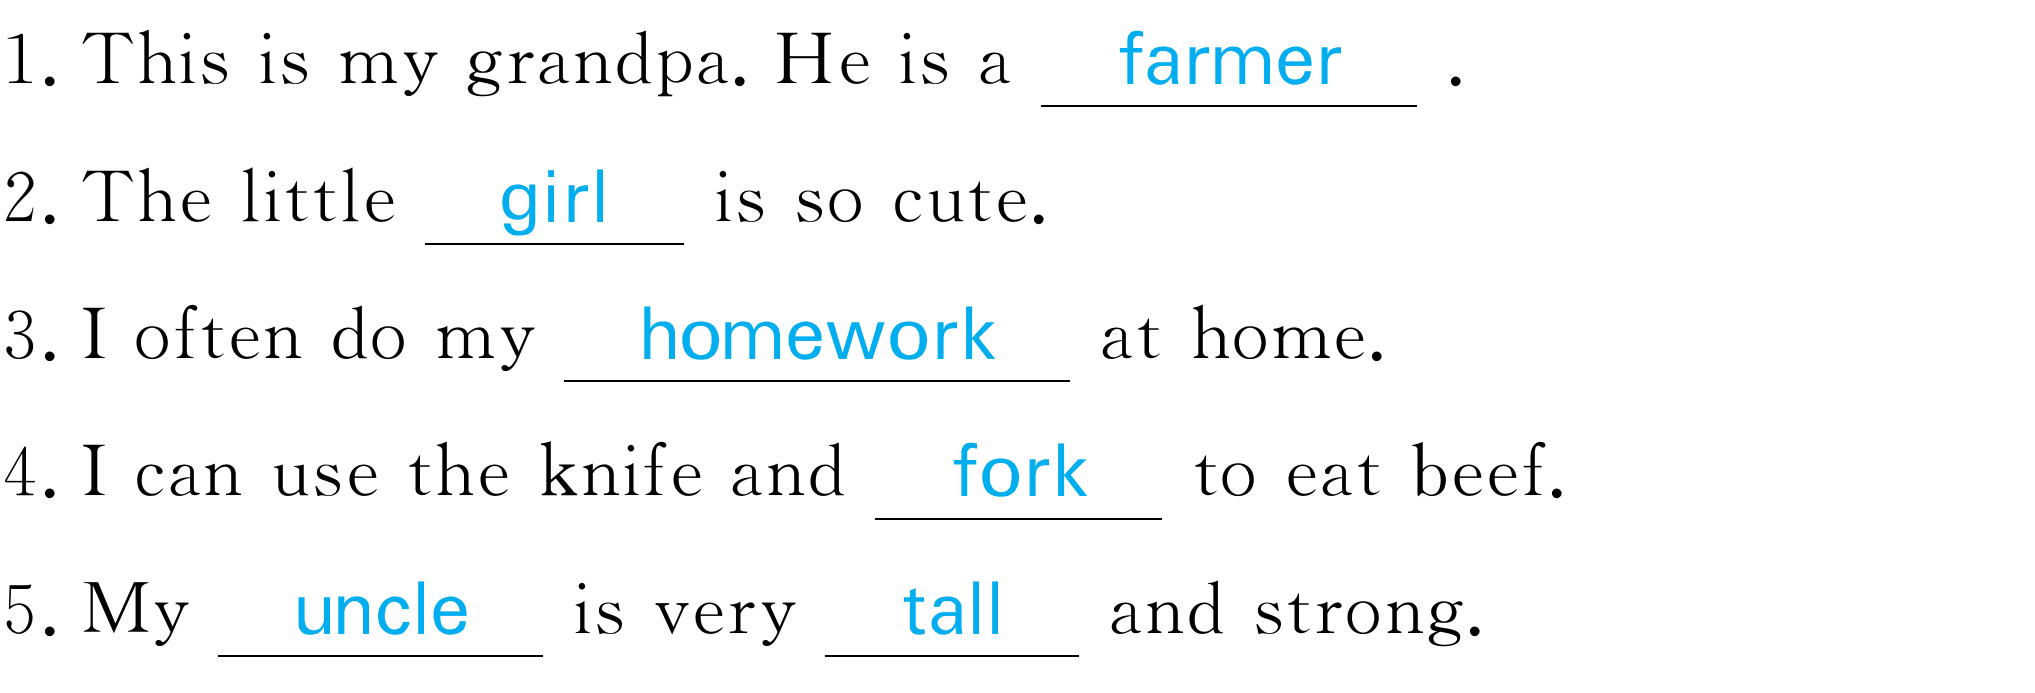 1. This is my grandpa. He is a farmer .
2. The little girl is so cute.
3. I often do my homework at home.
4. I can use the knife and fork to eat beef.
5. My uncle is very tall and strong.